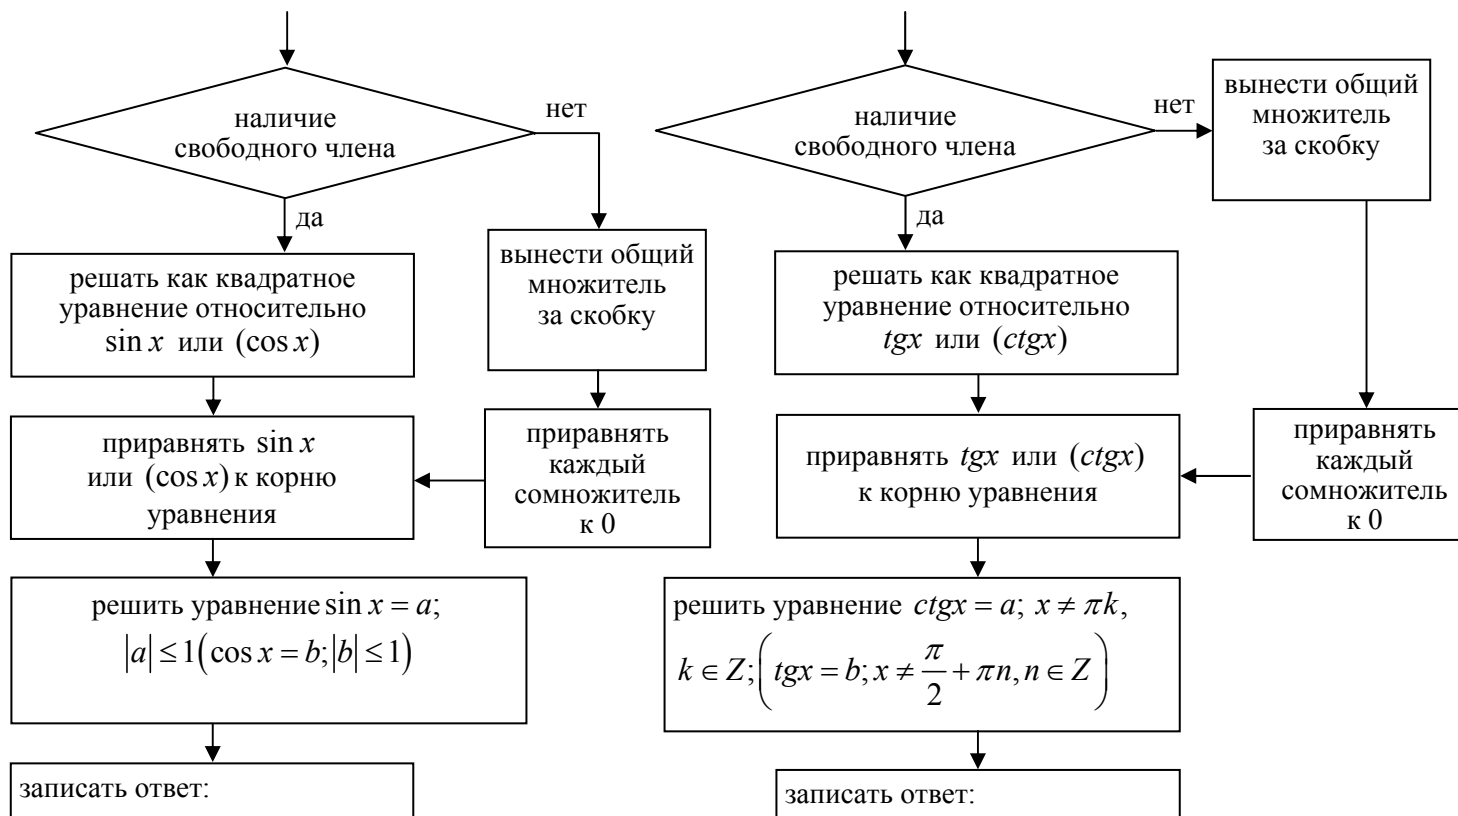 наличие
свободного члена
нет
да
решать как квадратное
уравнение относительно
sin x или (cos x)
вынести общий
множитель
за скобку
приравнять sin x
или (cos x) к корню
уравнения
приравнять
каждый
сомножитель
к 0
решить уравнение sin x = a;
|a| ≤ 1(cos x = b; |b| ≤ 1)
записать ответ:
наличие
свободного члена
нет
да
вынести общий
множитель
за скобку
решать как квадратное
уравнение относительно
tgx или (ctgx)
приравнять tgx или (ctgx)
к корню уравнения
приравнять
каждый
сомножитель
к 0
решить уравнение ctgx = a; x ≠ πk,
k ∈ Z; (tgx = b; x ≠ π/2 + πn, n ∈ Z)
записать ответ: